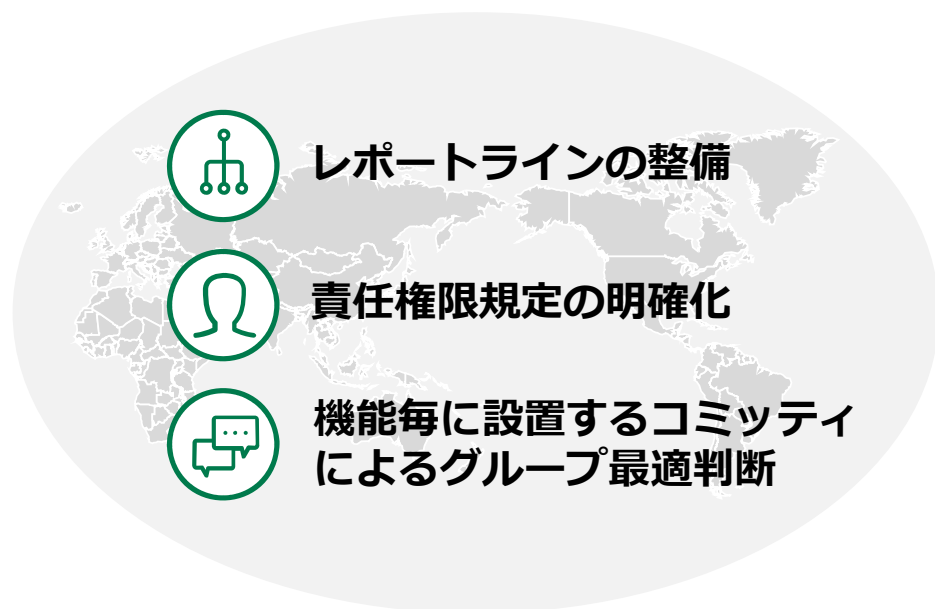 レポートラインの整備
責任権限規定の明確化
機能毎に設置するコミッティ
によるグループ最適判断